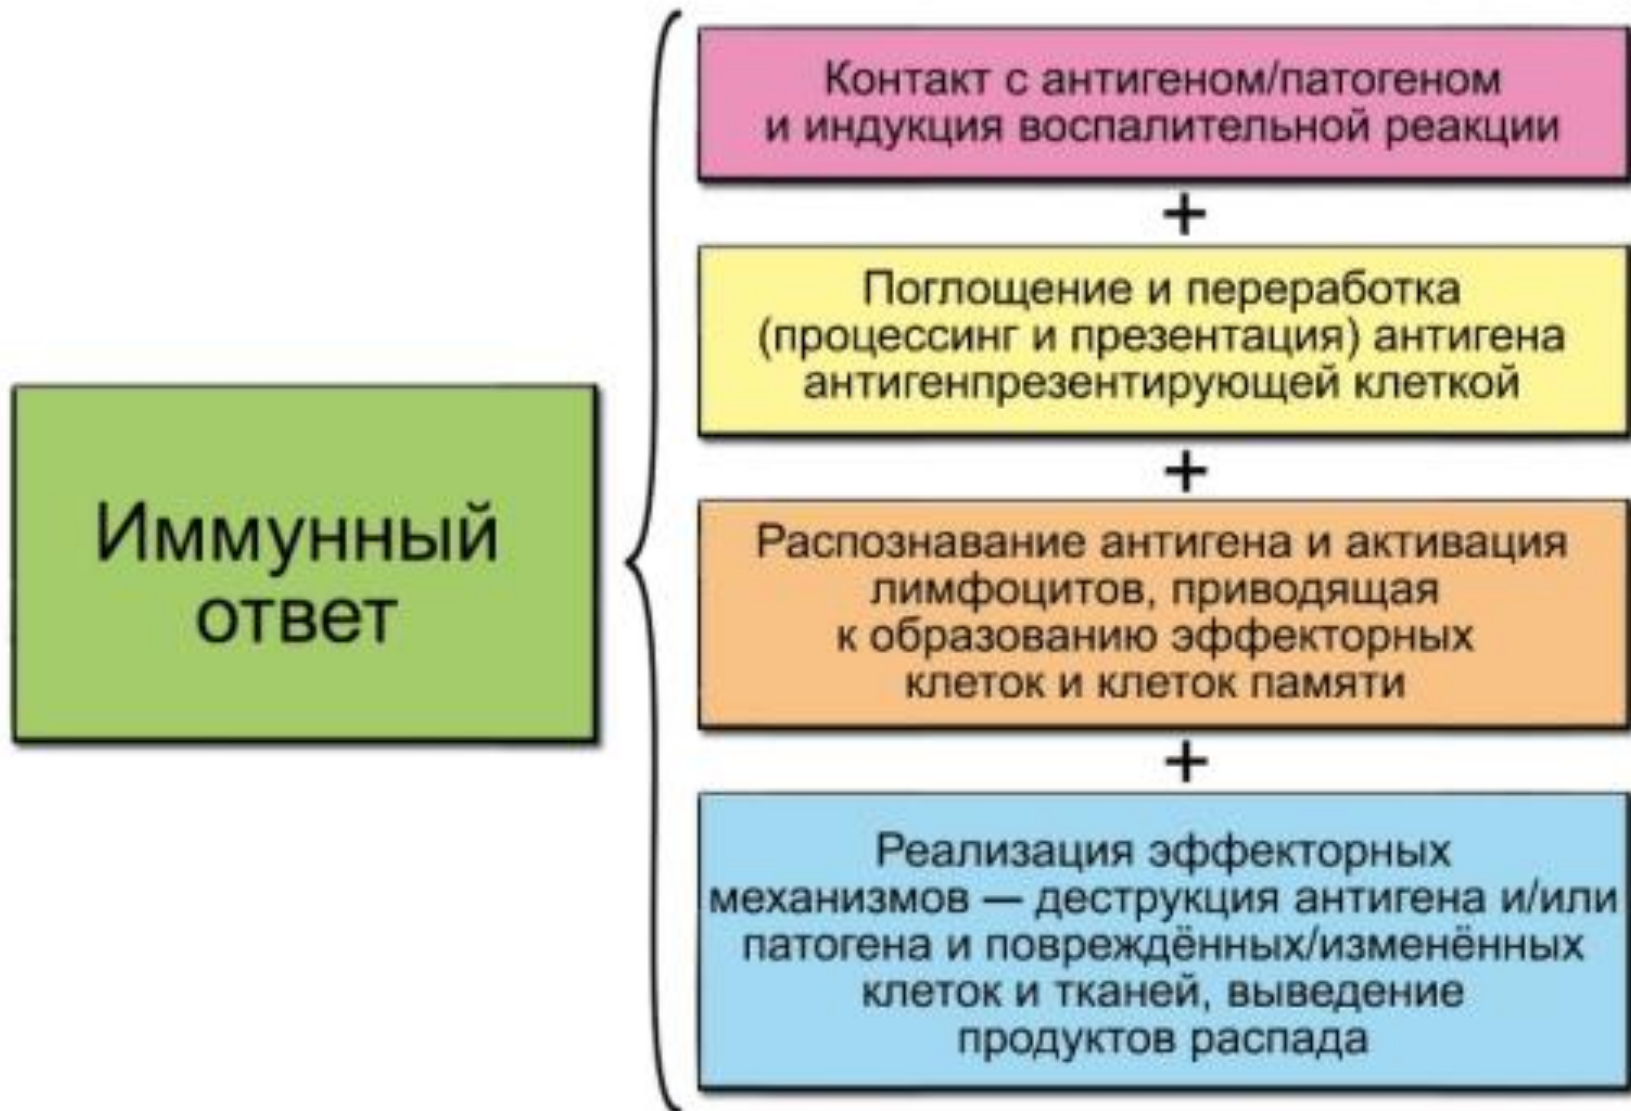 Иммунный
ответ
Контакт с антигеном/патогеном
и индукция воспалительной реакции
+
Поглощение и переработка
(процессинг и презентация) антигена
антигенпрезентирующей клеткой
+
Распознавание антигена и активация
лимфоцитов, приводящая
к образованию эффекторных
клеток и клеток памяти
+
Реализация эффекторных
механизмов — деструкция антигена и/или
патогена и повреждённых/изменённых
клеток и тканей, выведение
продуктов распада